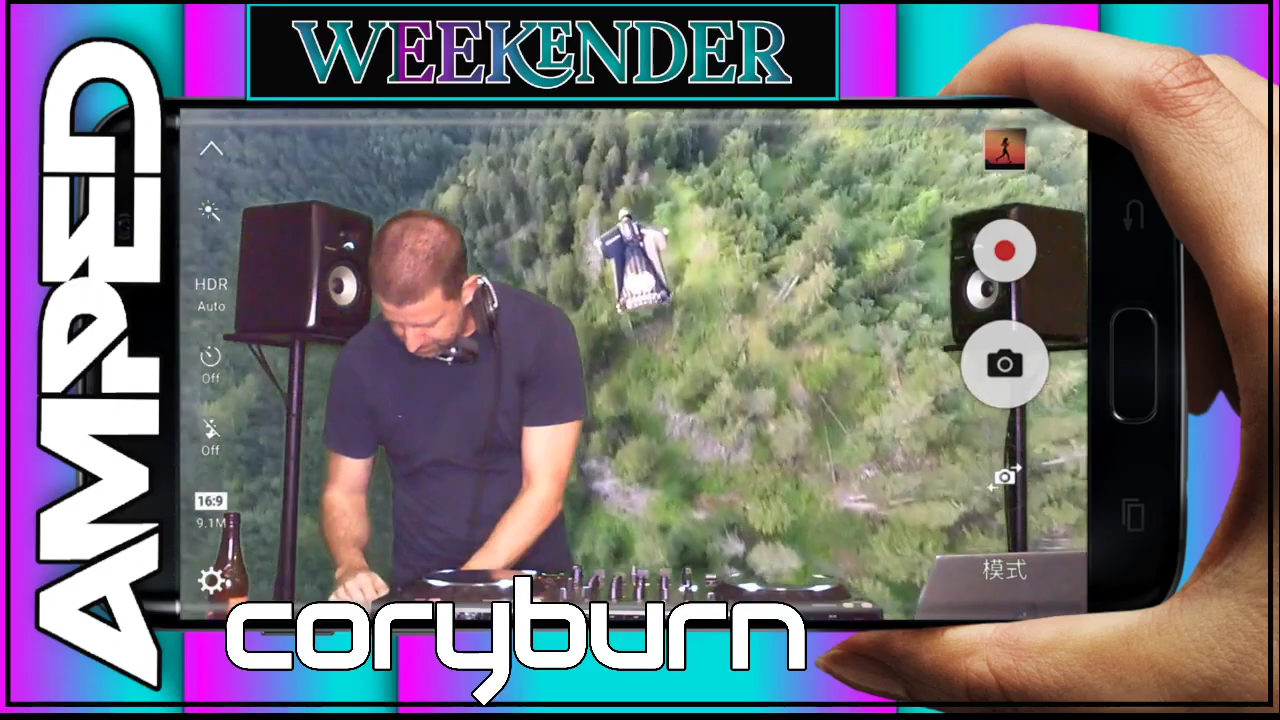 WEEKENDER
AMPED
HDR
Auto
Off
Off
16:9
9.1M
模式
coryburn